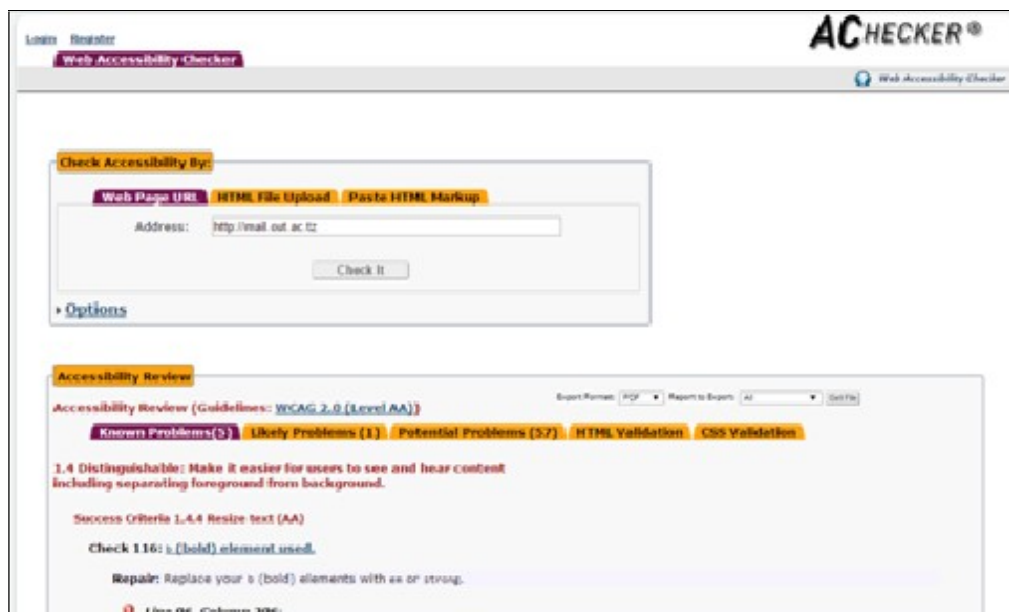 ACHECKER®
Login Register
Web Accessibility Checker
Web Accessibility Checker
Check Accessibility By:
Web Page URL HTML File Upload Paste HTML Markup
Address: http://mail.out.ac.tz
Check It
Options
Accessibility Review
Export Format: PDF Report to Export: All Get File
Accessibility Review (Guidelines: WCAG 2.0 (Level AA))
Known Problems(5) Likely Problems (1) Potential Problems (57) HTML Validation CSS Validation
1.4 Distinguishable: Make it easier for users to see and hear content
including separating foreground from background.
Success Criteria 1.4.4 Resize text (AA)
Check 116: b (bold) element used.
Repair: Replace your b (bold) elements with em or strong.